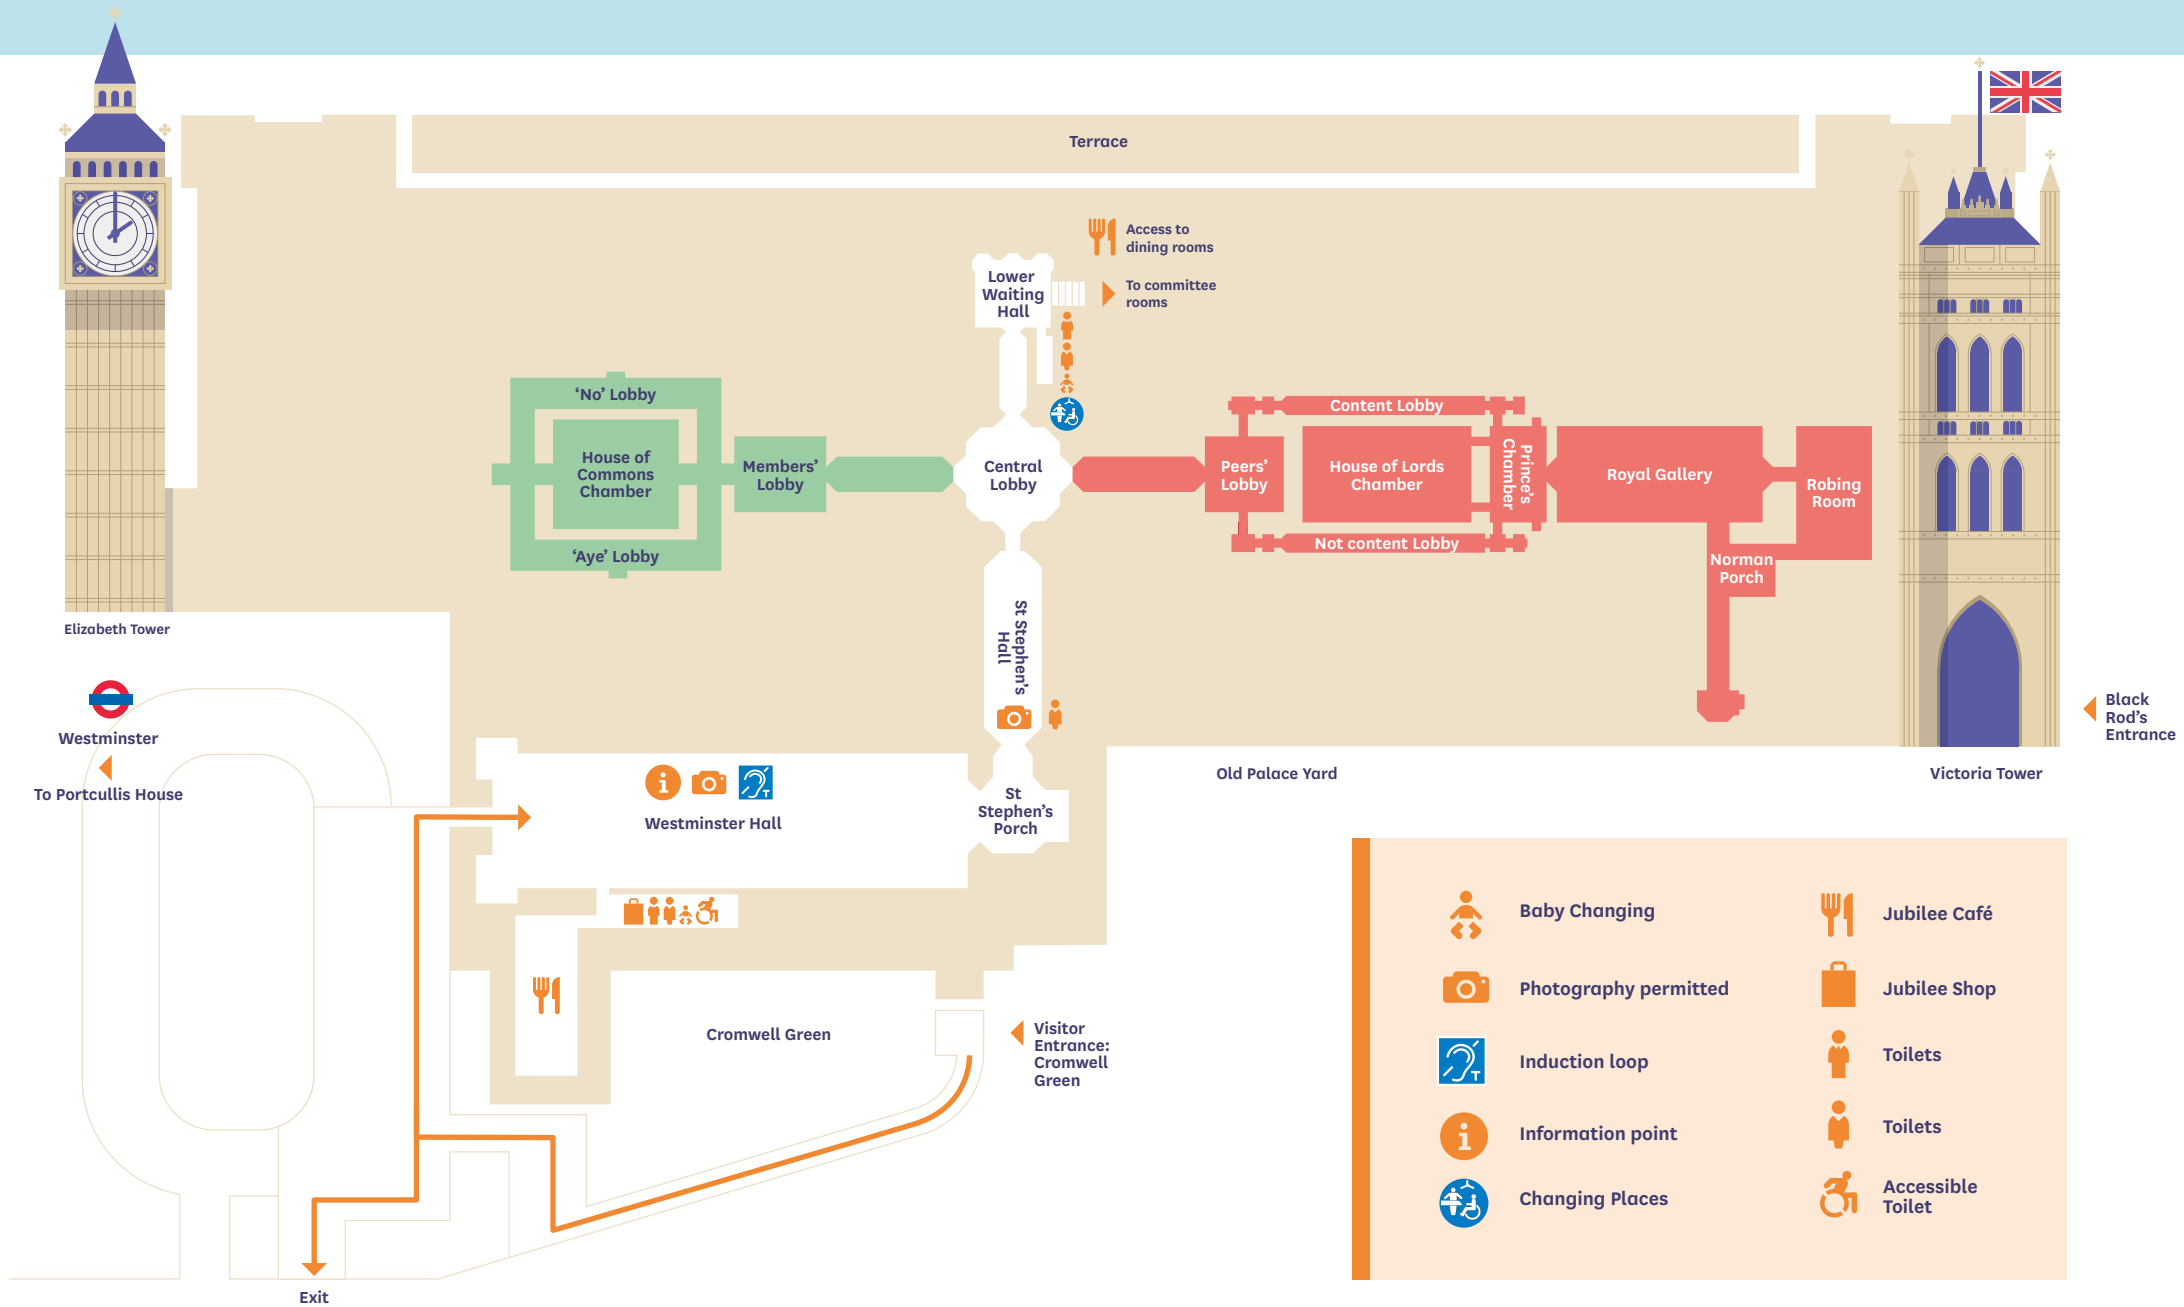 Terrace
Access to
dining rooms
Lower
Waiting
Hall
To committee
rooms
‘No’ Lobby
House of
Commons
Chamber
‘Aye’ Lobby
Members’
Lobby
Central
Lobby
Peers’
Lobby
Content Lobby
House of Lords
Chamber
Not content Lobby
Prince’s
Chamber
Royal Gallery
Robing
Room
Norman
Porch
St Stephen’s
Hall
Elizabeth Tower
Westminster
To Portcullis House
Westminster Hall
St
Stephen’s
Porch
Old Palace Yard
Victoria Tower
Black
Rod’s
Entrance
i
T
Cromwell Green
Visitor
Entrance:
Cromwell
Green
Exit
Baby Changing
Jubilee Café
Photography permitted
Jubilee Shop
T
Induction loop
Toilets
i
Information point
Toilets
Changing Places
Accessible
Toilet